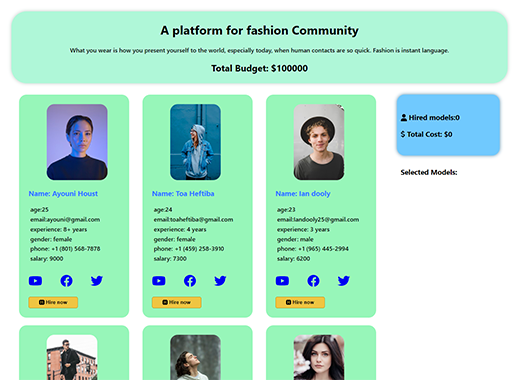 A platform for fashion Community
What you wear is how you present yourself to the world, especially today, when human contacts are so quick. Fashion is instant language.
Total Budget: $100000
Name: Ayouni Houst
age:25
email:ayouni@gmail.com
experience: 8+ years
gender: female
phone: +1 (801) 568-7878
salary: 9000
Hire now
Name: Toa Heftiba
age:24
email:toaheftiba@gmail.com
experience: 4 years
gender: female
phone: +1 (459) 258-3910
salary: 7300
Hire now
Name: Ian dooly
age:23
email:Iandooly25@gmail.com
experience: 3 years
gender: male
phone: +1 (965) 445-2994
salary: 6200
Hire now
Hired models:0
$ Total Cost: $0
Selected Models: